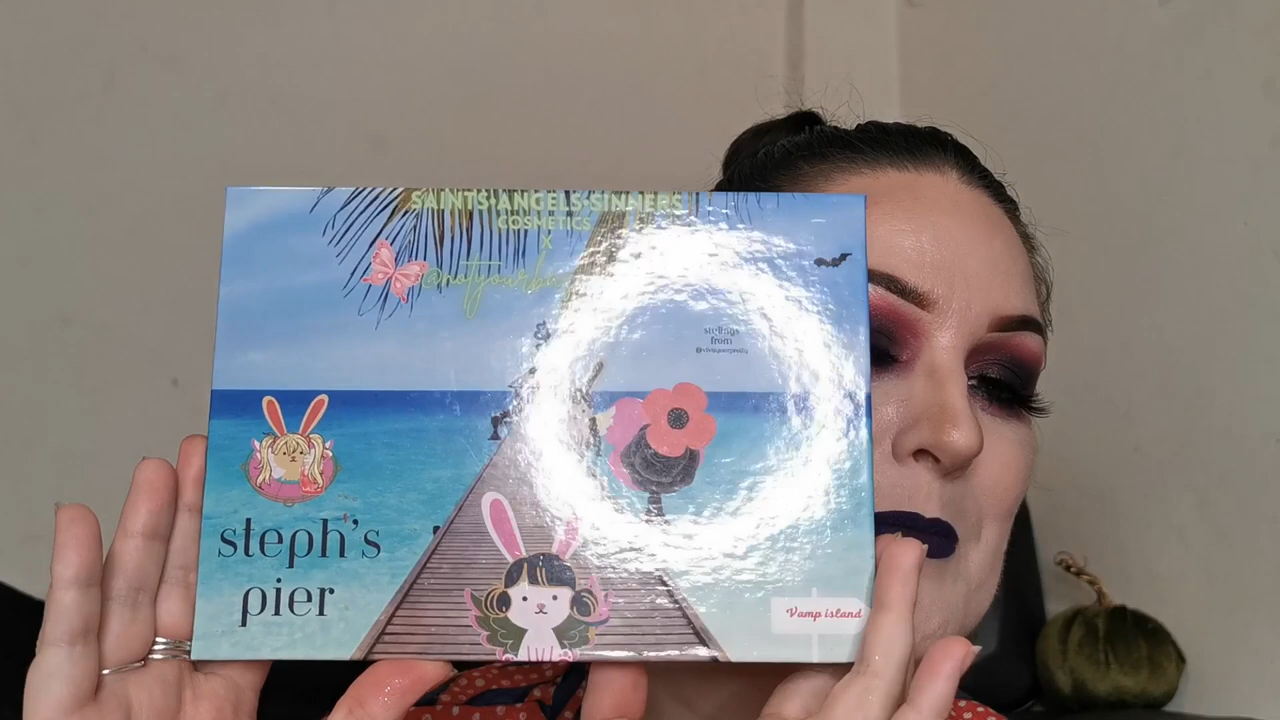 SAINTS•ANGELS•SINNERS
COSMETICS
X
stellings
from
steph's
pier
Vamp island